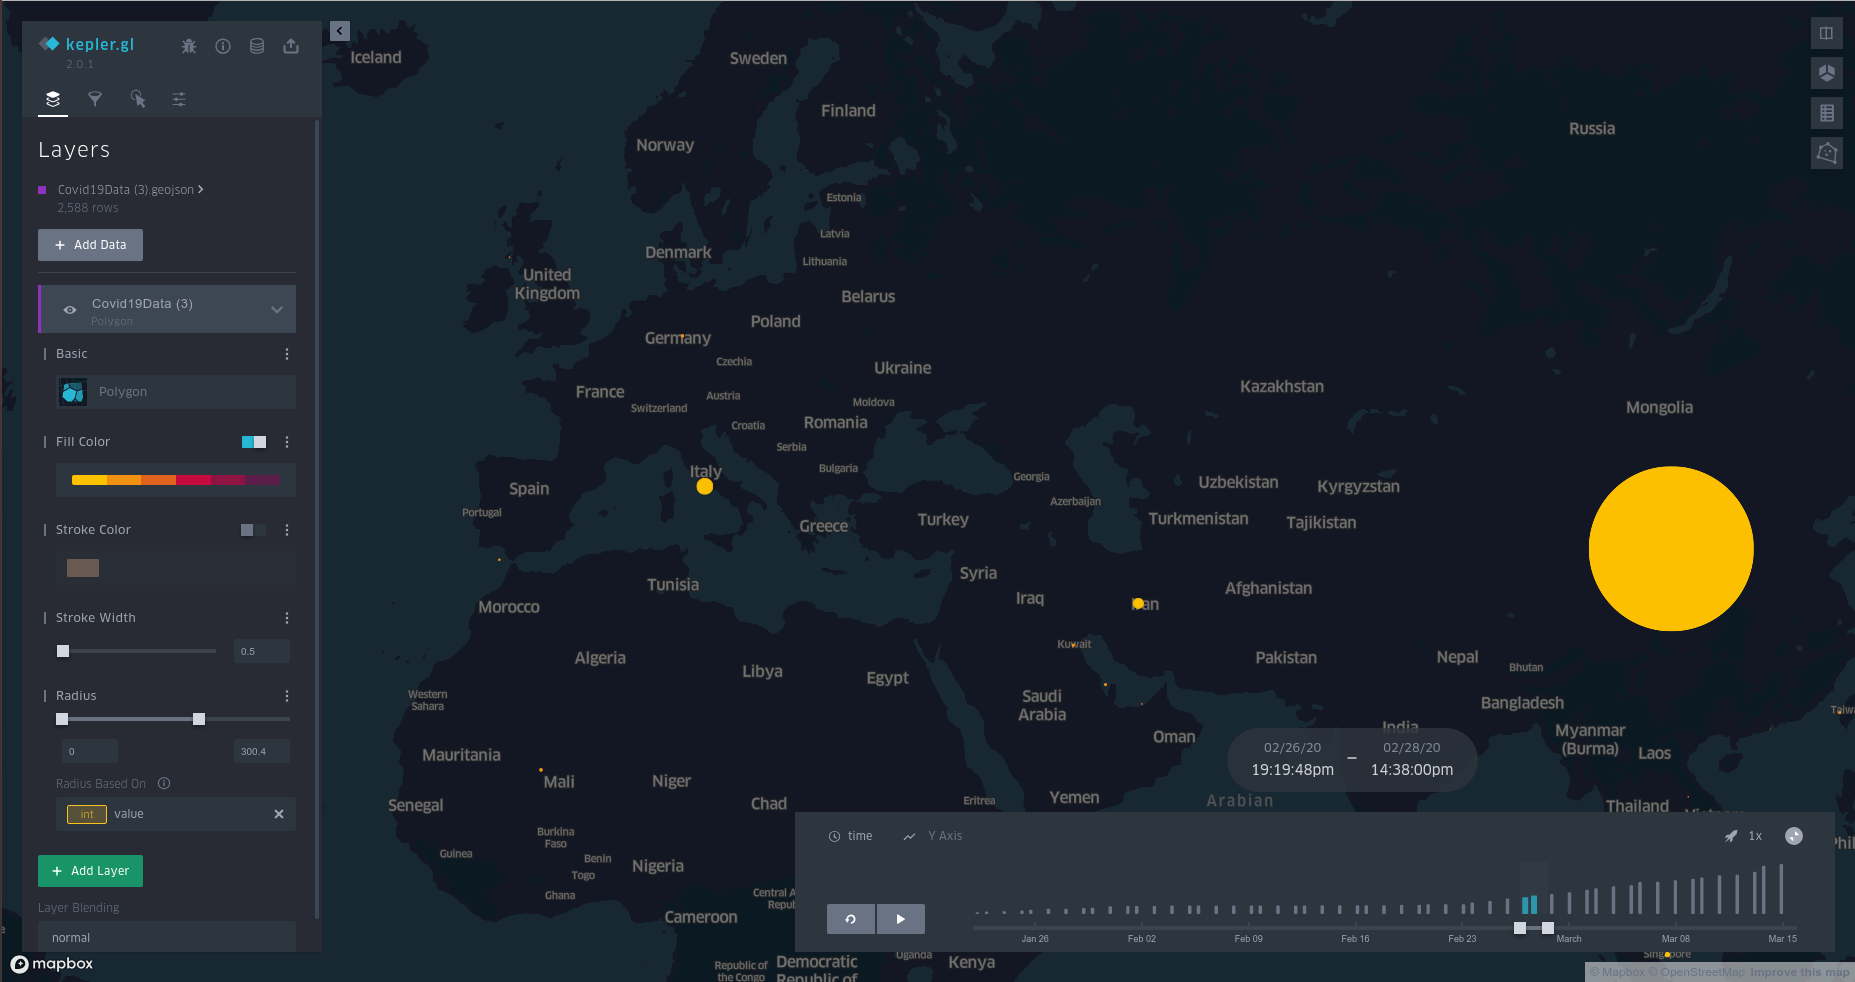 kepler.gl
2.0.1
Layers
Covid19Data (3).geojson
2,588 rows
+ Add Data
Covid19Data (3)
Polygon
Basic
Polygon
Fill Color
Stroke Color
Stroke Width
0.5
Radius
0
300.4
Radius Based On
int value
+ Add Layer
Layer Blending
normal
mapbox
Iceland
Sweden
Finland
Russia
Norway
Estonia
Latvia
Denmark
Lithuania
United
Kingdom
Belarus
Poland
Germany
Czechia
Ukraine
Kazakhstan
France
Austria
Switzerland
Moldova
Mongolia
Croatia
Romania
Serbia
Italy
Bulgaria
Georgia
Spain
Uzbekistan
Kyrgyzstan
Azerbaijan
Portugal
Greece
Turkey
Turkmenistan
Tajikistan
Syria
Tunisia
Afghanistan
Iraq
Iran
Morocco
Kuwait
Algeria
Libya
Egypt
Pakistan
Nepal
Bhutan
Western
Sahara
Saudi
Arabia
Bangladesh
Taiw
India
Oman
Myanmar
(Burma)
Laos
Mauritania
Mali
Niger
Chad
Eritrea
Yemen
Arabian
Senegal
Thailand
Vietnam
Burkina
Faso
Guinea
Benin
Togo
Nigeria
Ghana
Central A
Republ
Cameroon
Phil
Uganda
Kenya
Republic of
the Congo
Democratic
Republic of
Singapore
02/26/20
19:19:48pm
–
02/28/20
14:38:00pm
time
Y Axis
1x
Jan 26
Feb 02
Feb 09
Feb 16
Feb 23
March
Mar 08
Mar 15
© Mapbox © OpenStreetMap Improve this map